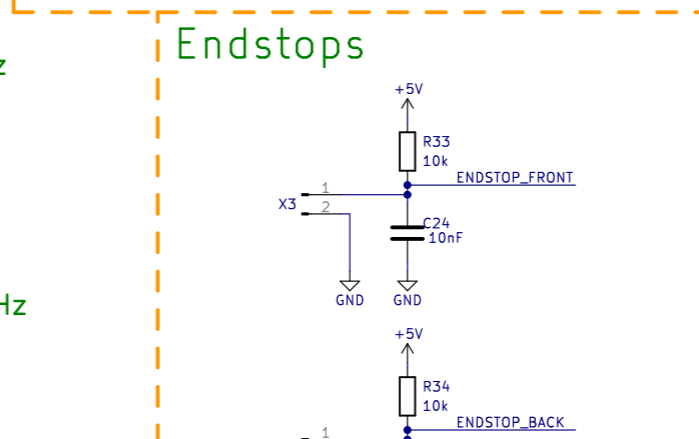 Endstops
z
+5V
R33
10k
ENDSTOP_FRONT
1
X3
2
C24
10nF
GND
GND
Hz
+5V
R34
10k
ENDSTOP_BACK
1